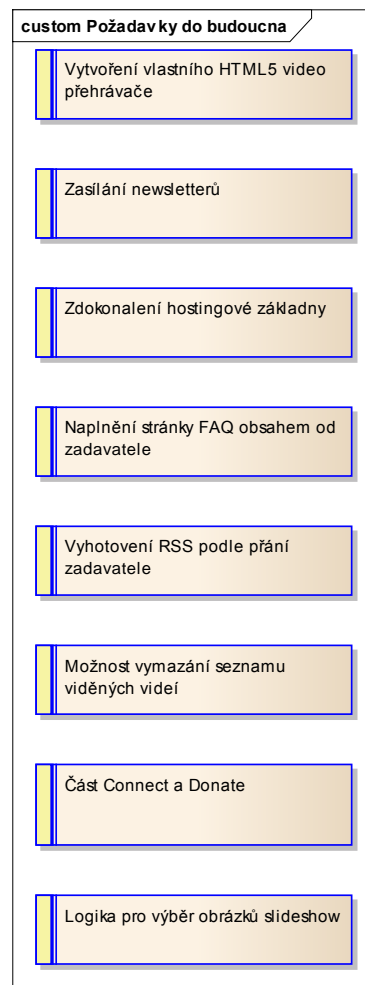 custom Požadavky do budoucna
Vytvoření vlastního HTML5 video
přehrávače
Zasílání newsletterů
Zdokonalení hostingové základny
Naplnění stránky FAQ obsahem od
zadavatele
Vyhotovení RSS podle přání
zadavatele
Možnost vymazání seznamu
viděných videí
Část Connect a Donate
Logika pro výběr obrázků slideshow